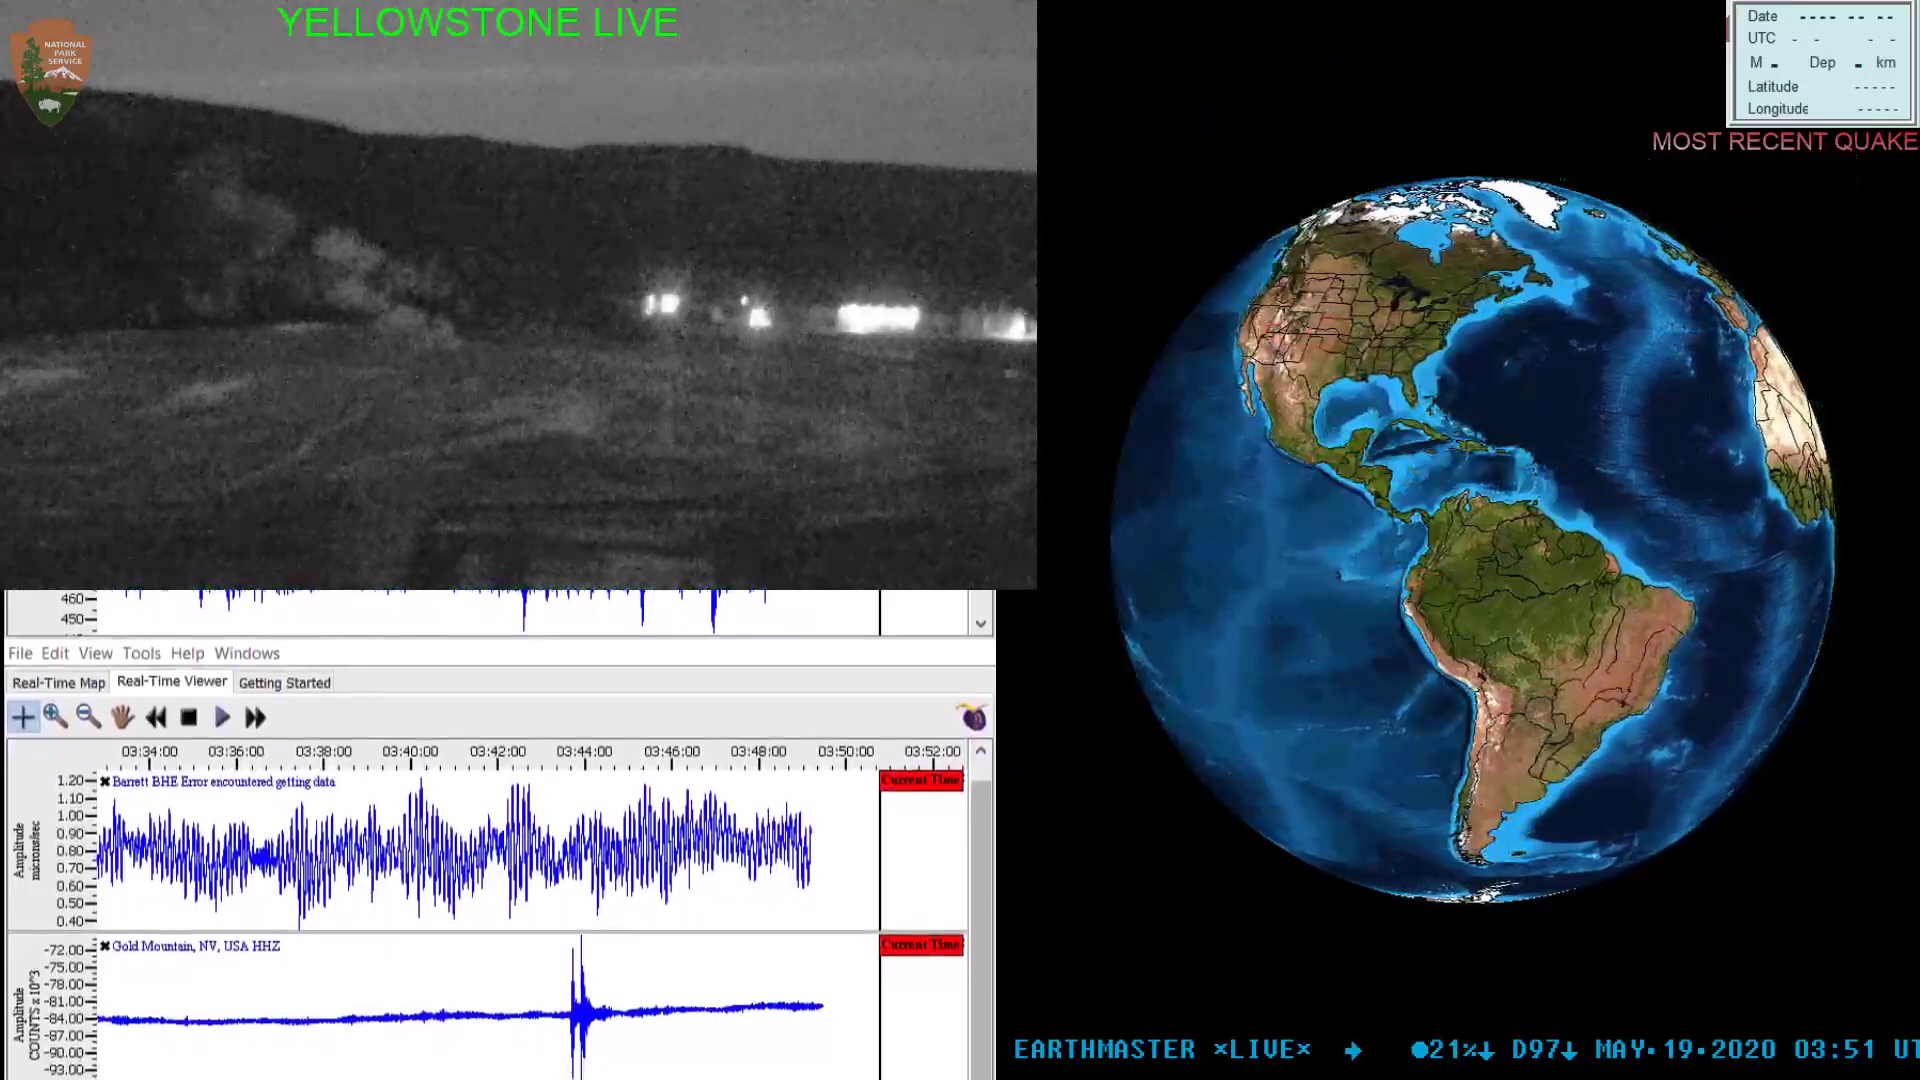 YELLOWSTONE LIVE
NATIONAL
PARK
SERVICE
Date ---- -- --
UTC - - - -
M - Dep - km
Latitude -----
Longitude -----
MOST RECENT QUAKE
460
450
File Edit View Tools Help Windows
Real-Time Map Real-Time Viewer Getting Started
03:34:00 03:36:00 03:38:00 03:40:00 03:42:00 03:44:00 03:46:00 03:48:00 03:50:00 03:52:00
Barrett BHE Error encountered getting data
Current Time
1.20
1.10
1.00
0.90
0.80
0.70
0.60
0.50
0.40
Amplitude
microns/sec
Gold Mountain, NV, USA HHZ
Current Time
-72.00
-75.00
-78.00
-81.00
-84.00
-87.00
-90.00
-93.00
Amplitude
COUNTS x 10^3
EARTHMASTER ×LIVE× → ●21%↓ D97↓ MAY·19·2020 03:51 UT